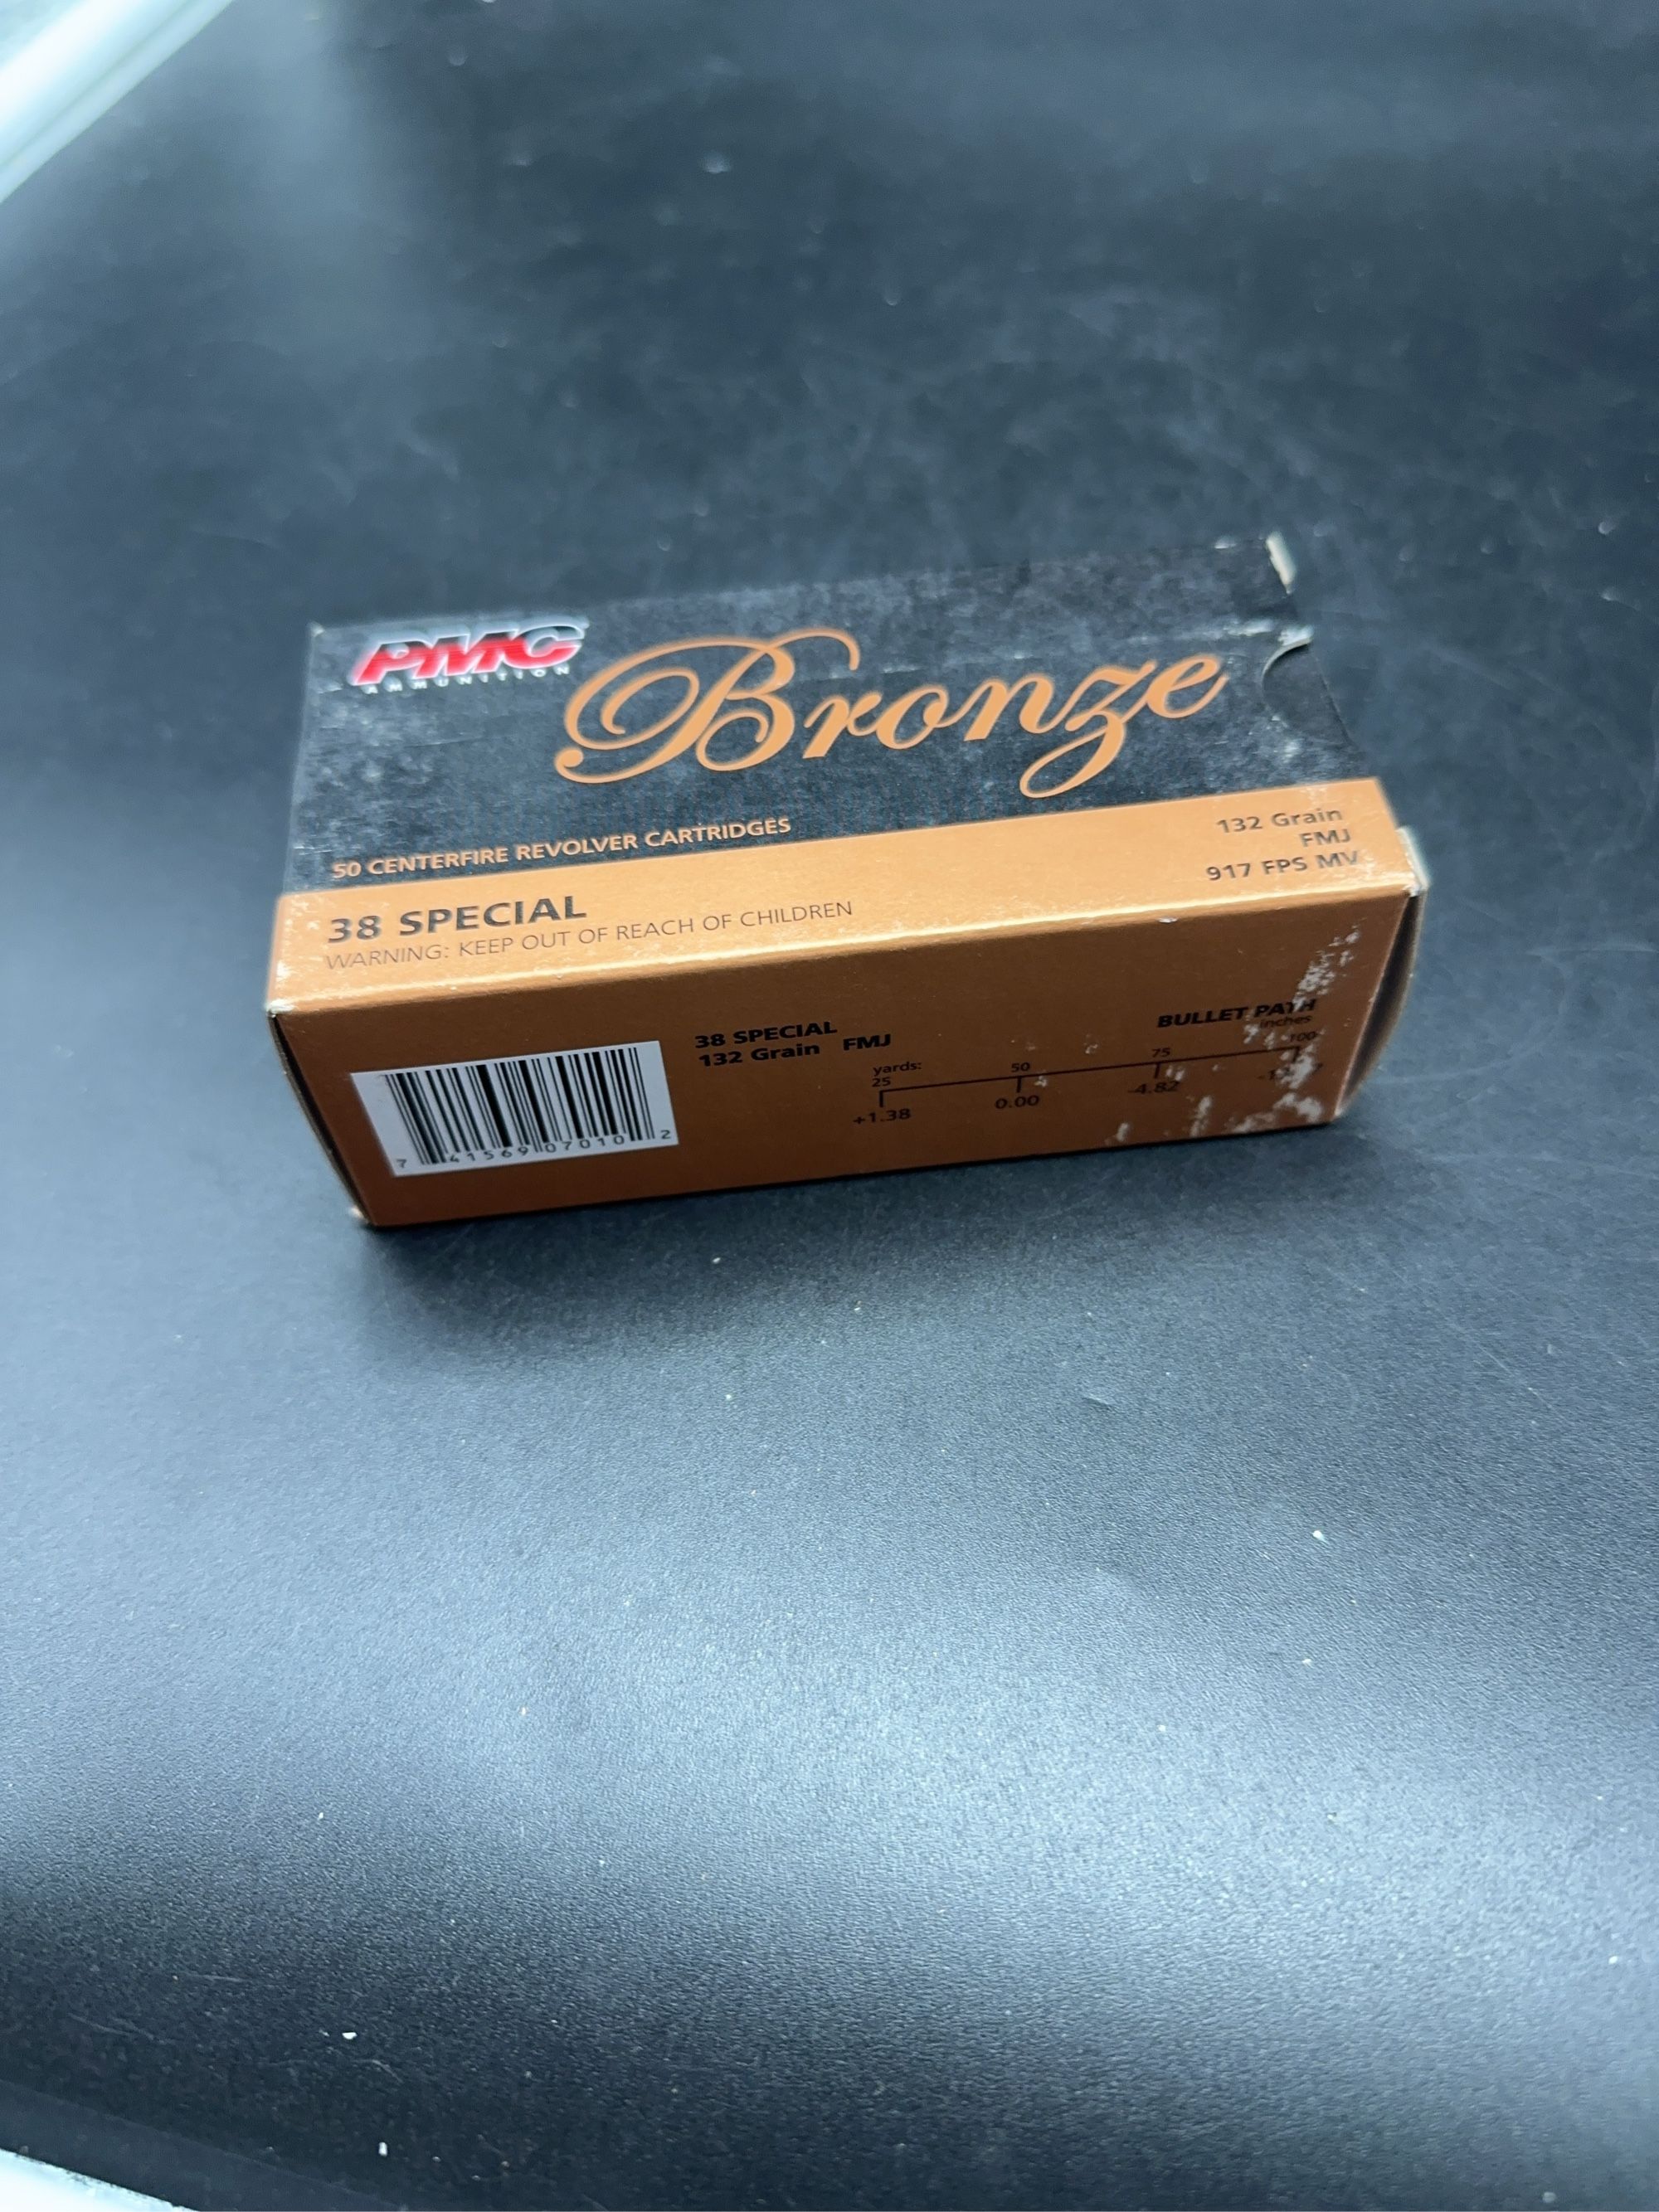 PMC
AMMUNITION
Bronze
50 CENTERFIRE REVOLVER CARTRIDGES
132 Grain
FMJ
917 FPS MV
38 SPECIAL
WARNING: KEEP OUT OF REACH OF CHILDREN
38 SPECIAL
132 Grain FMJ
BULLET PATH
inches
yards:
25 50 75 100
+1.38 0.00 -4.82
7 41569 07010 2